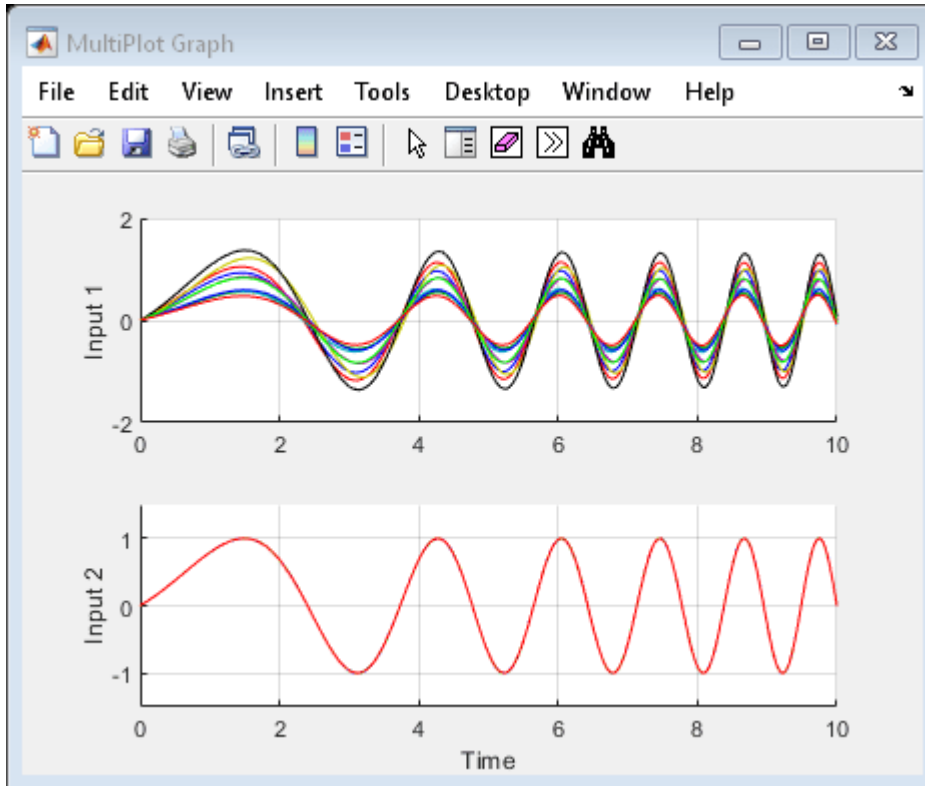 MultiPlot Graph
File Edit View Insert Tools Desktop Window Help
2
0
-2
Input 1
0 2 4 6 8 10
1
0
-1
Input 2
0 2 4 6 8 10
Time